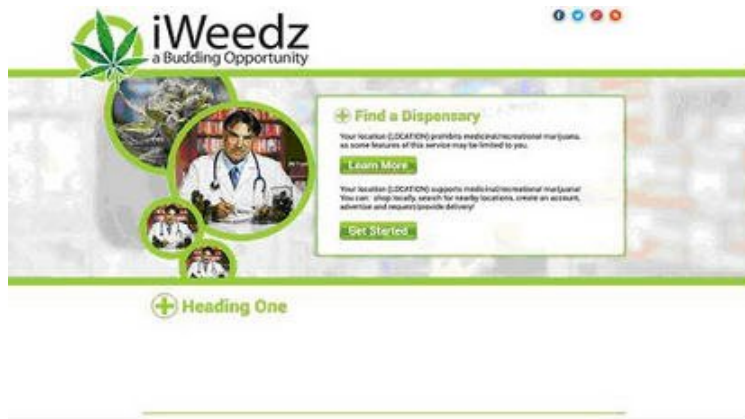 iWeedz
a Budding Opportunity
Find a Dispensary
Your location (LOCATION) prohibits medicinal/recreational marijuana,
so some features of this service may be limited to you.
Learn More
Your location (LOCATION) supports medicinal/recreational marijuana!
You can: shop locally, search for nearby locations, create an account,
advertise and request/provide delivery!
Get Started
Heading One